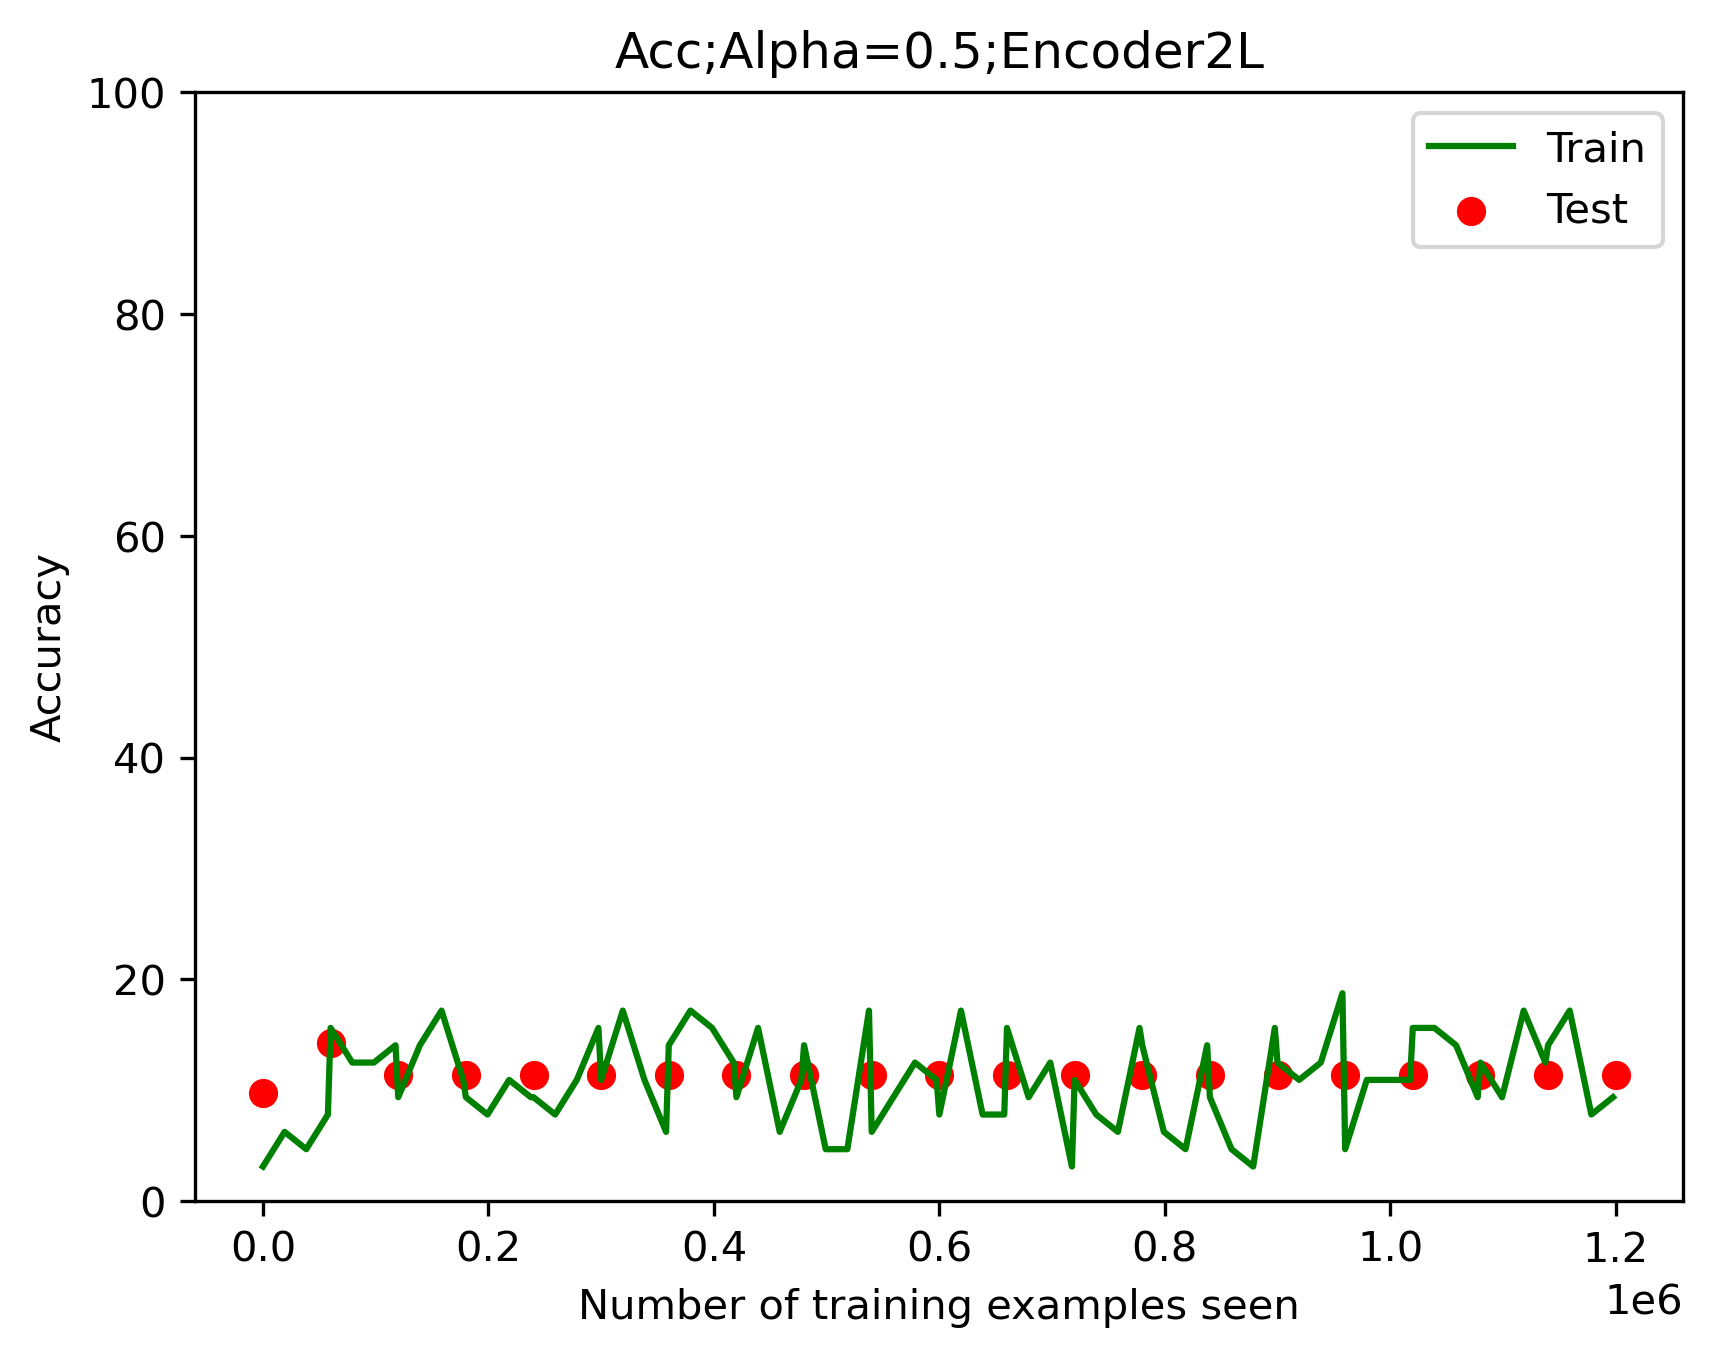 Acc;Alpha=0.5;Encoder2L
100
80
60
40
20
0
Accuracy
Train
Test
0.0 0.2 0.4 0.6 0.8 1.0 1.2
1e6
Number of training examples seen